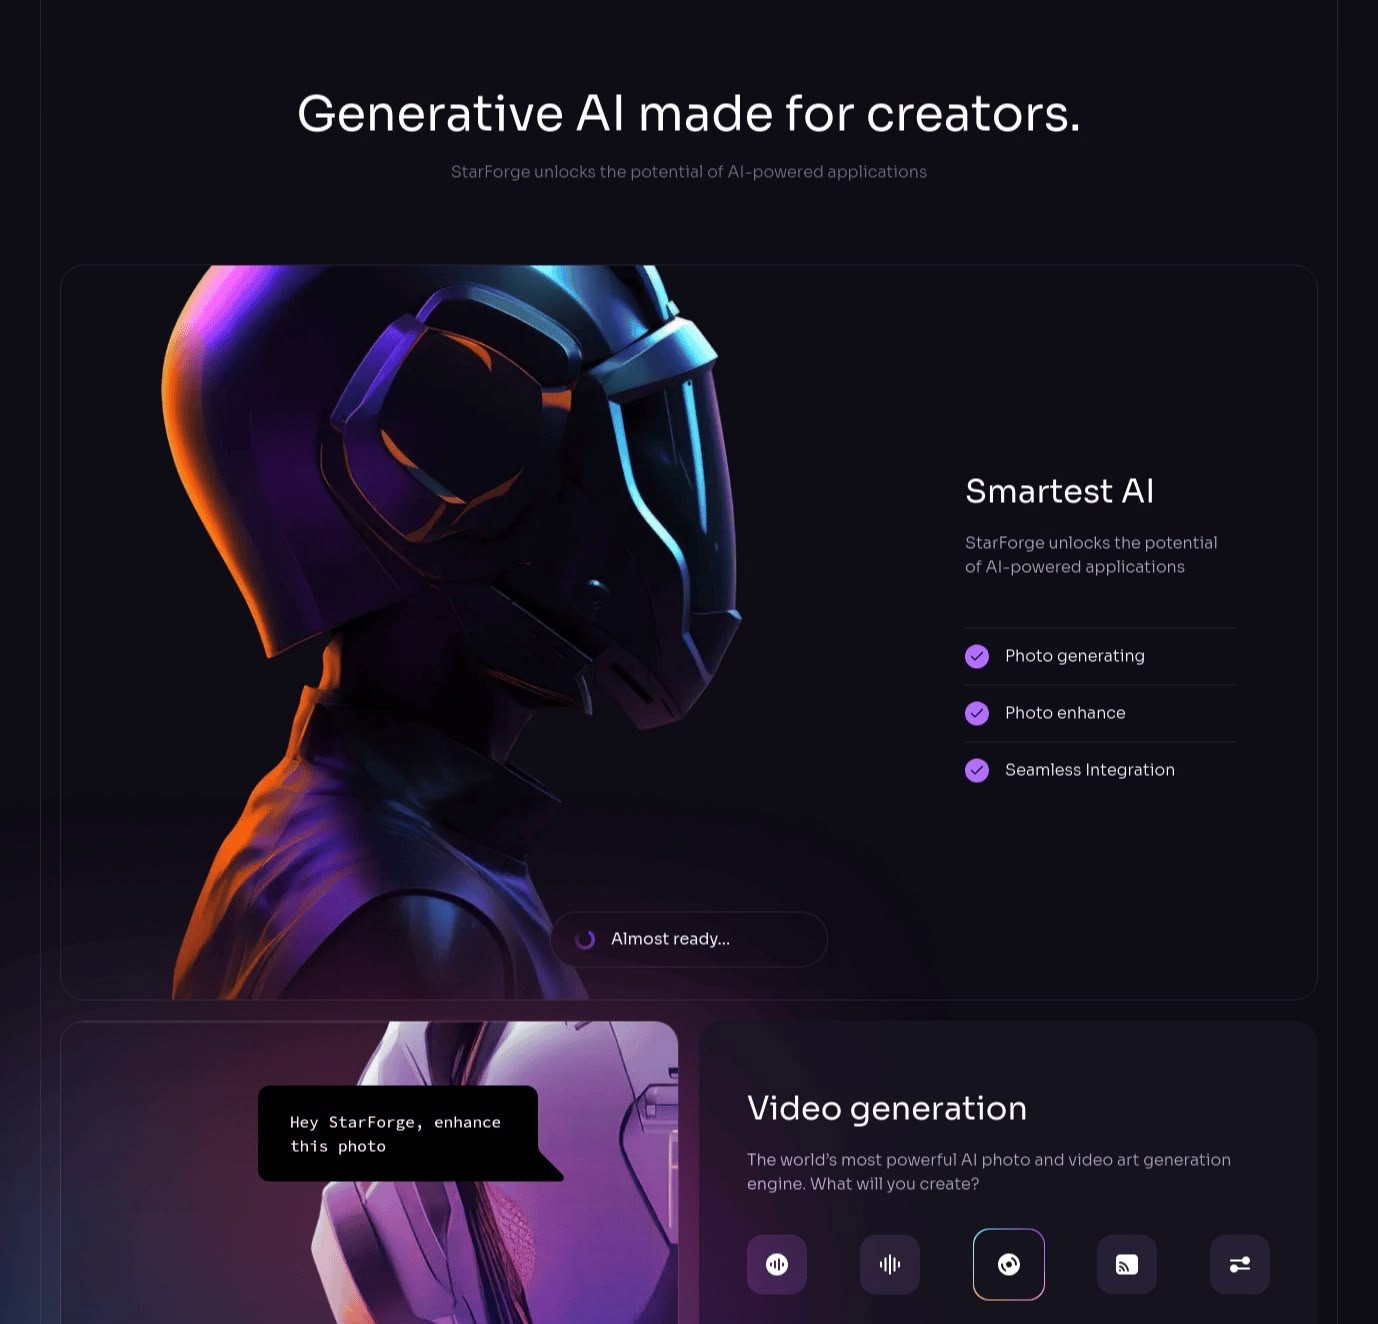 Generative AI made for creators.
StarForge unlocks the potential of AI-powered applications
Smartest AI
StarForge unlocks the potential
of AI-powered applications
Photo generating
Photo enhance
Seamless Integration
Almost ready...
Hey StarForge, enhance
this photo
Video generation
The world’s most powerful AI photo and video art generation
engine. What will you create?